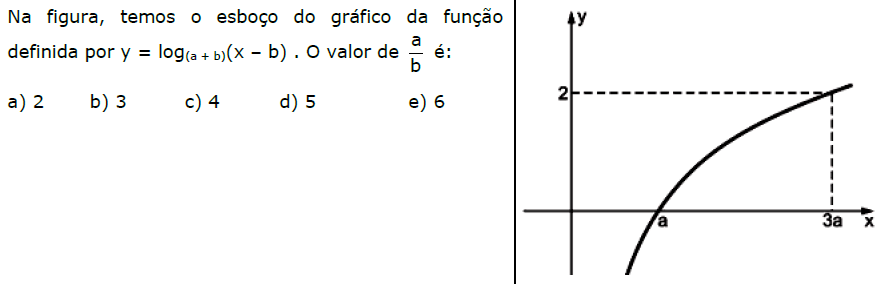 Na figura, temos o esboço do gráfico da função
definida por y = log(a + b)(x – b) . O valor de a/b é:
a) 2 b) 3 c) 4 d) 5 e) 6
y
2
a 3a x